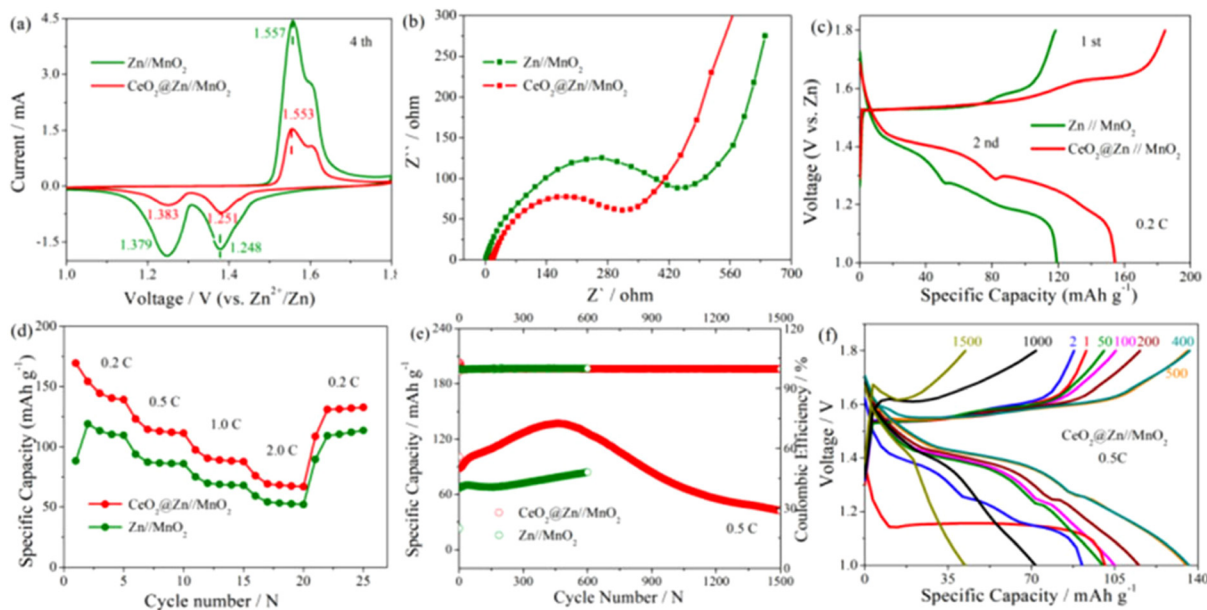 (a)
4 th
1.557
Zn//MnO₂
CeO₂@Zn//MnO₂
1.553
1.383
1.251
1.379
1.248
4.5
3.0
1.5
0.0
-1.5
1.0
1.2
1.4
1.6
1.8
Current / mA
Voltage / V (vs. Zn²⁺/Zn)
(b)
Zn//MnO₂
CeO₂@Zn//MnO₂
300
250
200
150
100
50
0
0
140
280
420
560
700
Z`` / ohm
Z` / ohm
(c)
1 st
Zn // MnO₂
CeO₂@Zn // MnO₂
2 nd
0.2 C
1.8
1.6
1.4
1.2
1.0
0
40
80
120
160
200
Voltage (V vs. Zn)
Specific Capacity (mAh g⁻¹)
(d)
0.2 C
0.5 C
1.0 C
2.0 C
0.2 C
CeO₂@Zn//MnO₂
Zn//MnO₂
200
150
100
50
0
0
5
10
15
20
25
Specific Capacity (mAh g⁻¹)
Cycle number / N
(e)
0
300
600
900
1200
1500
240
200
160
120
80
40
0
120
100
80
60
40
20
0
CeO₂@Zn//MnO₂
Zn//MnO₂
0.5 C
0
300
600
900
1200
1500
Specific Capacity / mAh g⁻¹
Coulombic Efficiency / %
Cycle Number / N
(f)
1500
1000
2
1
50
100
200
400
500
CeO₂@Zn//MnO₂
0.5C
1.8
1.6
1.4
1.2
1.0
0
35
70
105
140
Voltage / V
Specific Capacity / mAh g⁻¹